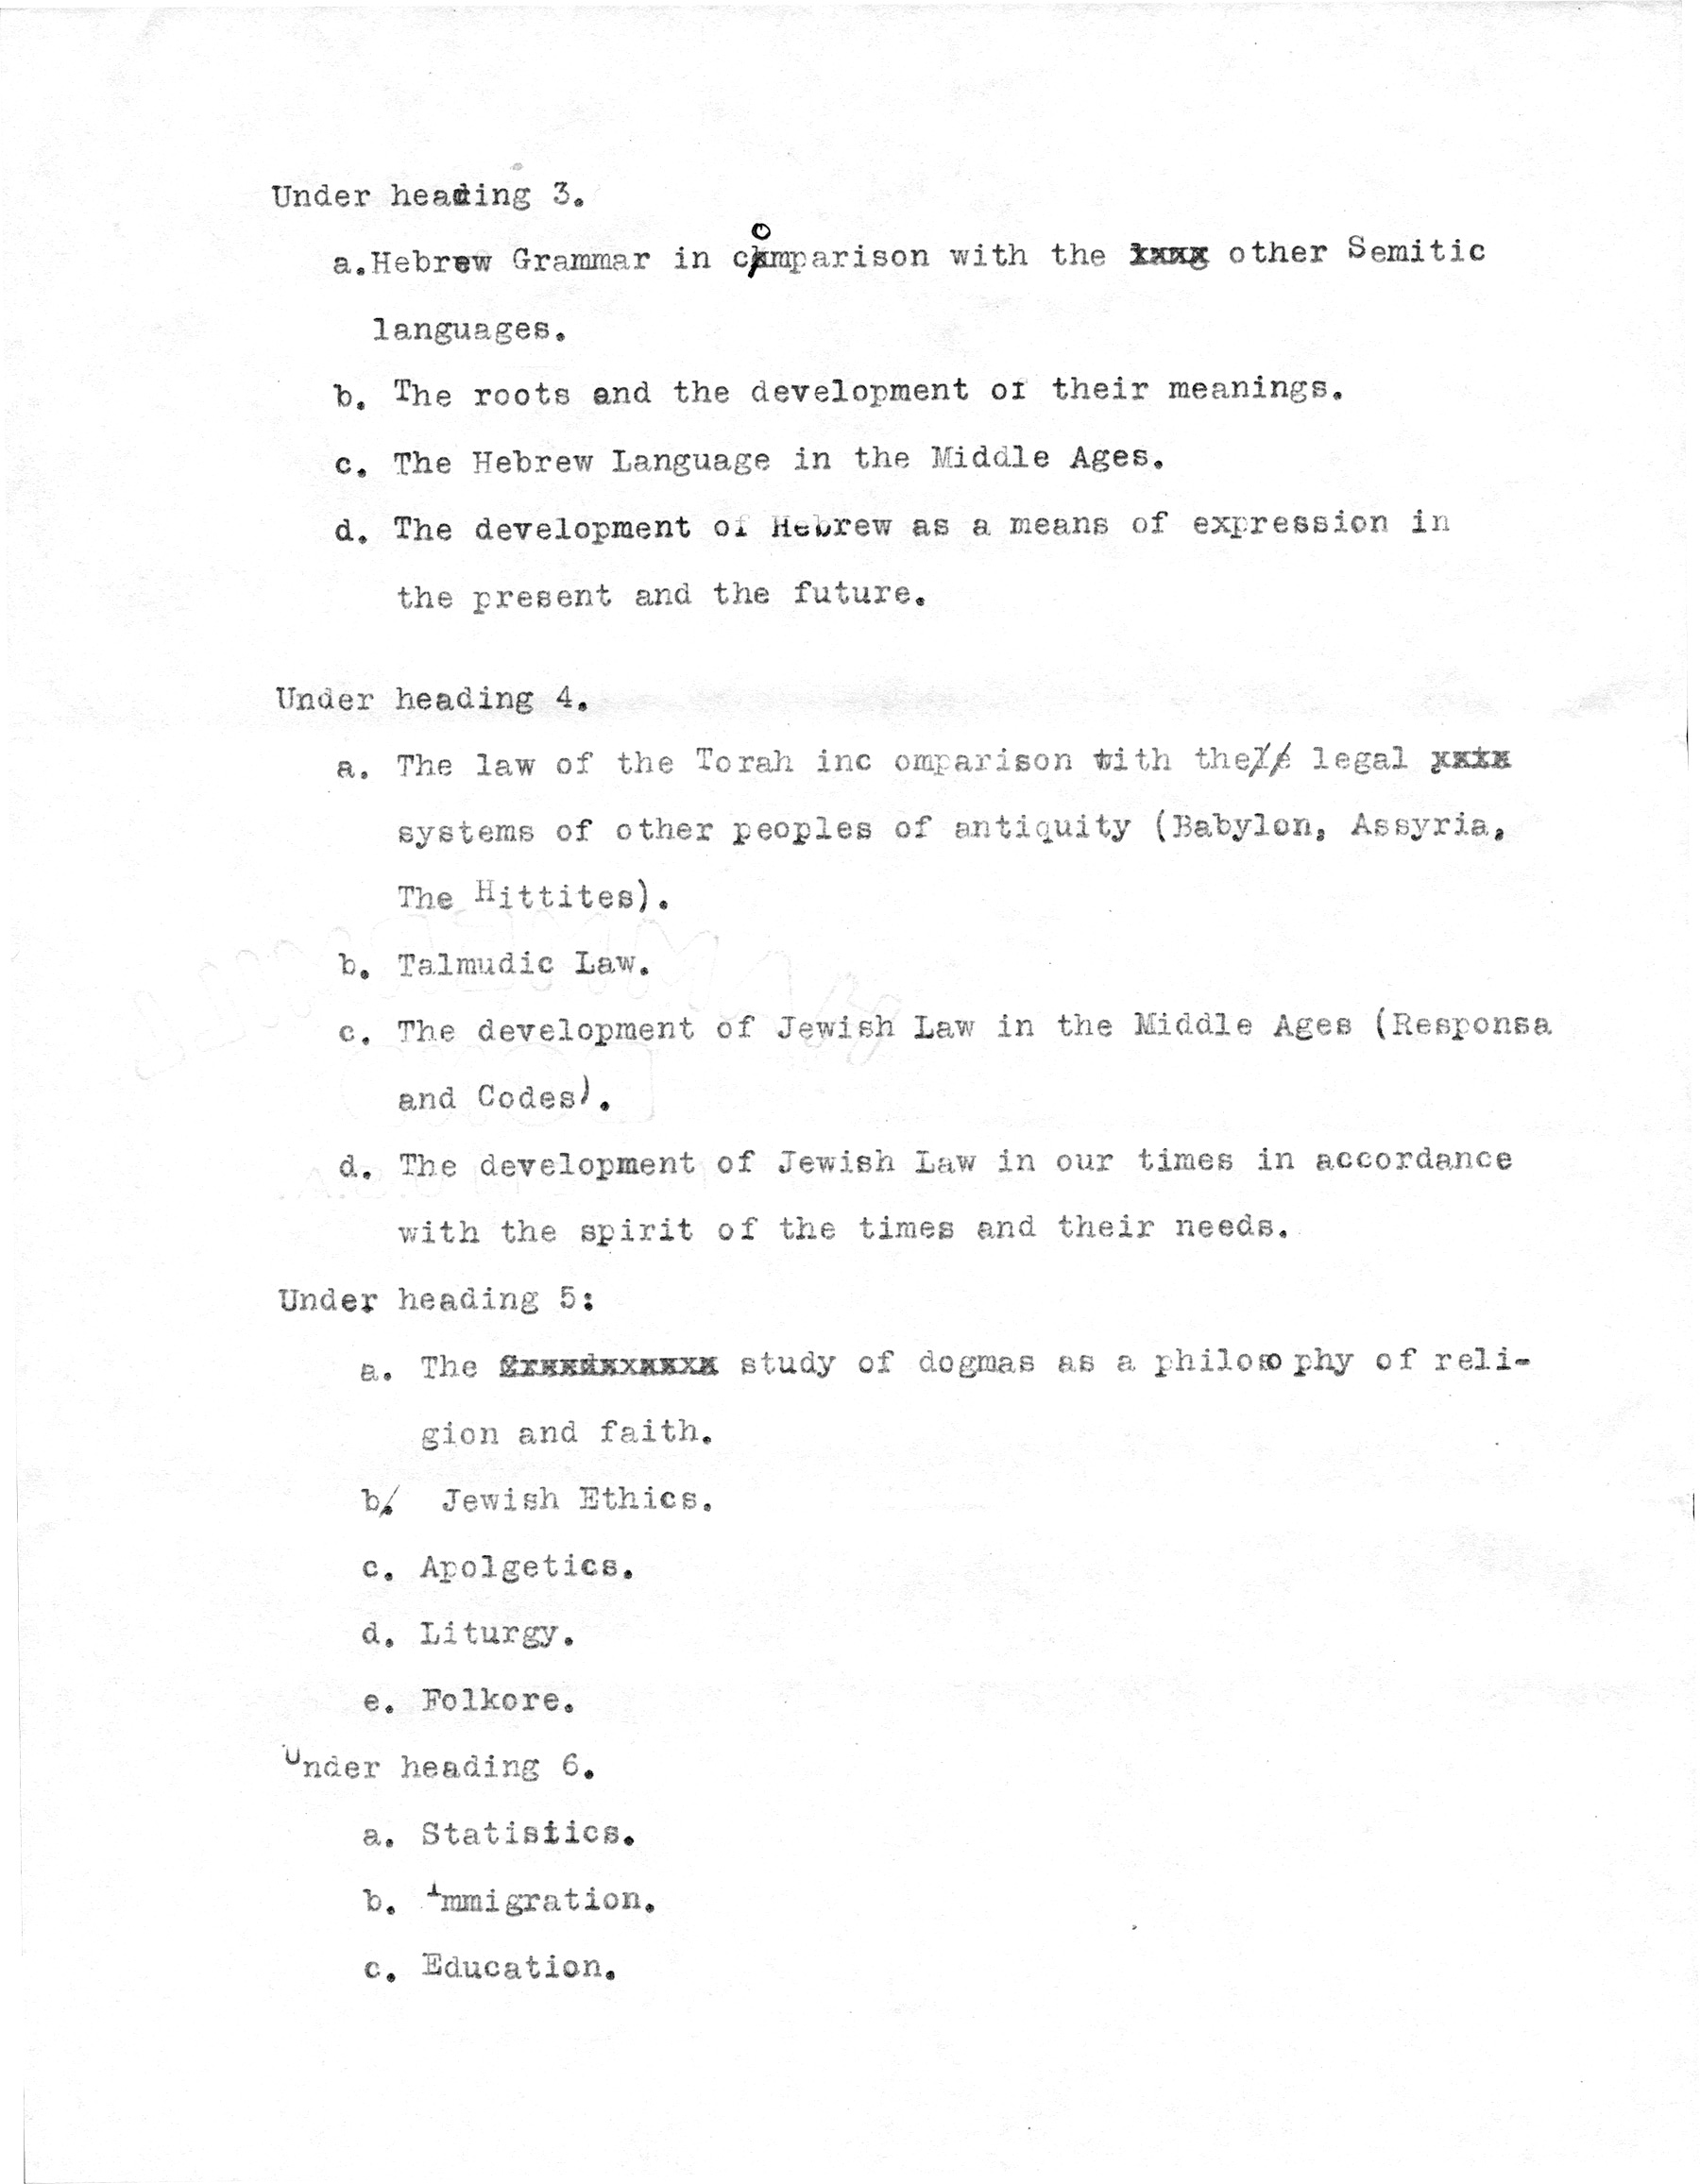 Under heading 3.
a.Hebrew Grammar in comparison with the other Semitic
languages.
b. The roots and the development of their meanings.
c. The Hebrew Language in the Middle Ages.
d. The development of Hebrew as a means of expression in
the present and the future.
Under heading 4.
a. The law of the Torah inc omparison with the legal
systems of other peoples of antiquity (Babylon, Assyria,
The Hittites).
b. Talmudic Law.
c. The development of Jewish Law in the Middle Ages (Responsa
and Codes).
d. The development of Jewish Law in our times in accordance
with the spirit of the times and their needs.
Under heading 5:
a. The study of dogmas as a philosophy of reli-
gion and faith.
b. Jewish Ethics.
c. Apolgetics.
d. Liturgy.
e. Folkore.
Under heading 6.
a. Statistics.
b. Immigration.
c. Education.